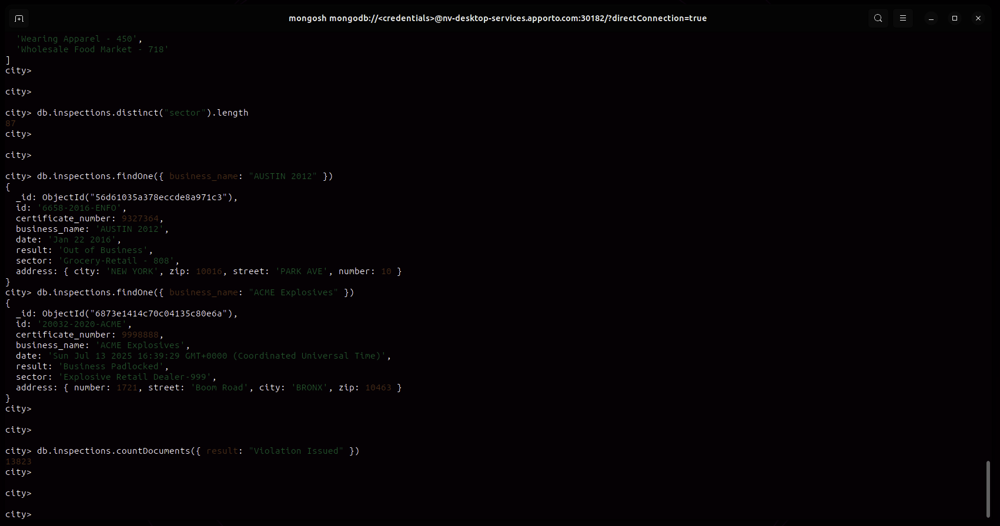 mongosh mongodb://<credentials>@nv-desktop-services.apporto.com:30182/?directConnection=true
  'Wearing Apparel - 450',
  'Wholesale Food Market - 718'
]
city>
city>
city> db.inspections.distinct("sector").length
87
city>
city>
city> db.inspections.findOne({ business_name: "AUSTIN 2012" })
{
  _id: ObjectId("56d61035a378eccde8a971c3"),
  id: '6658-2016-ENFO',
  certificate_number: 9327364,
  business_name: 'AUSTIN 2012',
  date: 'Jan 22 2016',
  result: 'Out of Business',
  sector: 'Grocery-Retail - 808',
  address: { city: 'NEW YORK', zip: 10016, street: 'PARK AVE', number: 10 }
}
city> db.inspections.findOne({ business_name: "ACME Explosives" })
{
  _id: ObjectId("6873e1414c70c04135c80e6a"),
  id: '20032-2020-ACME',
  certificate_number: 9998888,
  business_name: 'ACME Explosives',
  date: 'Sun Jul 13 2025 16:39:29 GMT+0000 (Coordinated Universal Time)',
  result: 'Business Padlocked',
  sector: 'Explosive Retail Dealer-999',
  address: { number: 1721, street: 'Boom Road', city: 'BRONX', zip: 10463 }
}
city>
city>
city> db.inspections.countDocuments({ result: "Violation Issued" })
13823
city>
city>
city>